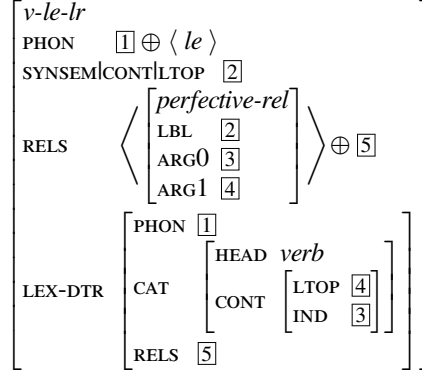 v-le-lr
PHON 1 ⊕ ⟨ le ⟩
SYNSEM|CONT|LTOP 2
RELS ⟨ [ perfective-rel
LBL 2
ARG0 3
ARG1 4 ] ⟩ ⊕ 5
LEX-DTR [ PHON 1
CAT [ HEAD verb
CONT [ LTOP 4
IND 3 ] ]
RELS 5 ]